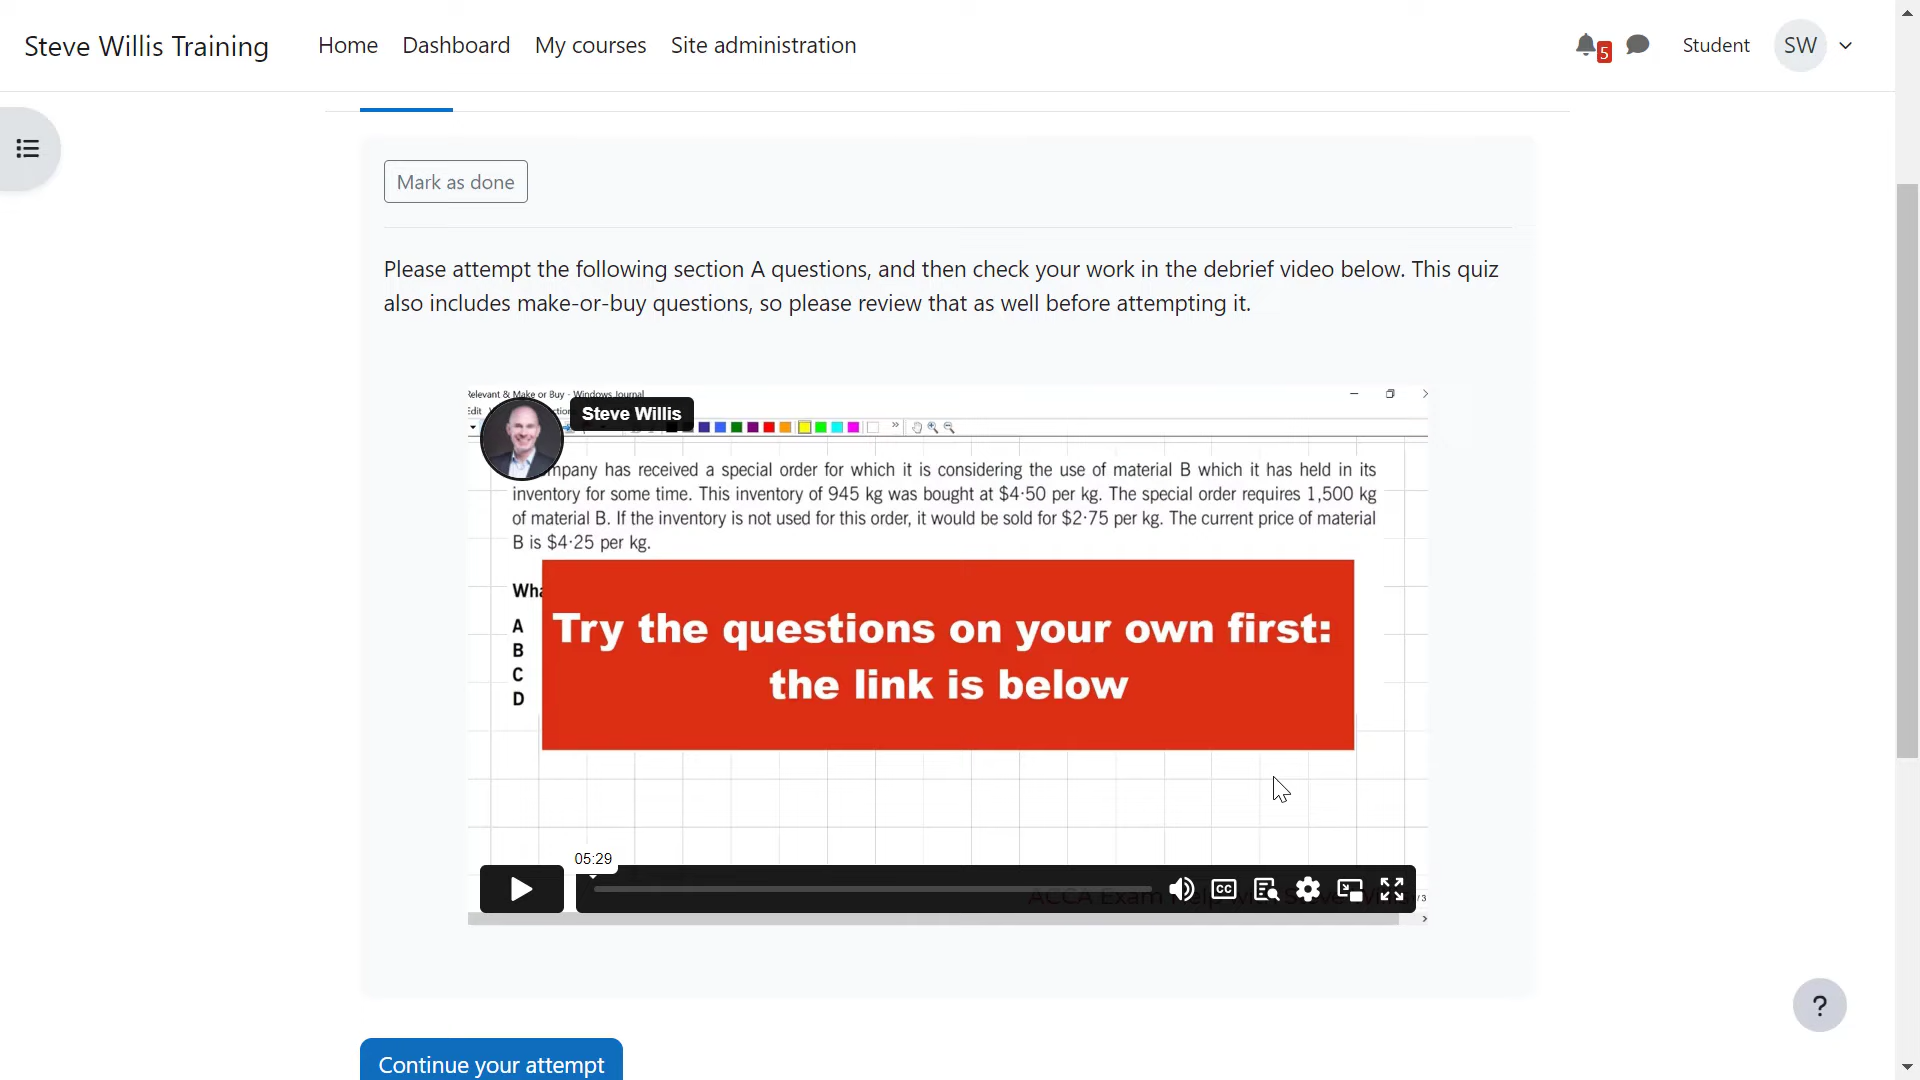 Steve Willis Training Home Dashboard My courses Site administration 5 Student SW
Mark as done
Please attempt the following section A questions, and then check your work in the debrief video below. This quiz
also includes make-or-buy questions, so please review that as well before attempting it.
Relevant & Make or Buy - Windows Journal
Edit
Steve Willis
mpany has received a special order for which it is considering the use of material B which it has held in its
inventory for some time. This inventory of 945 kg was bought at $4·50 per kg. The special order requires 1,500 kg
of material B. If the inventory is not used for this order, it would be sold for $2·75 per kg. The current price of material
B is $4·25 per kg.
Wha
A
B
C
D
Try the questions on your own first:
the link is below
05:29
CC
ACCA Exam
/3
?
Continue your attempt